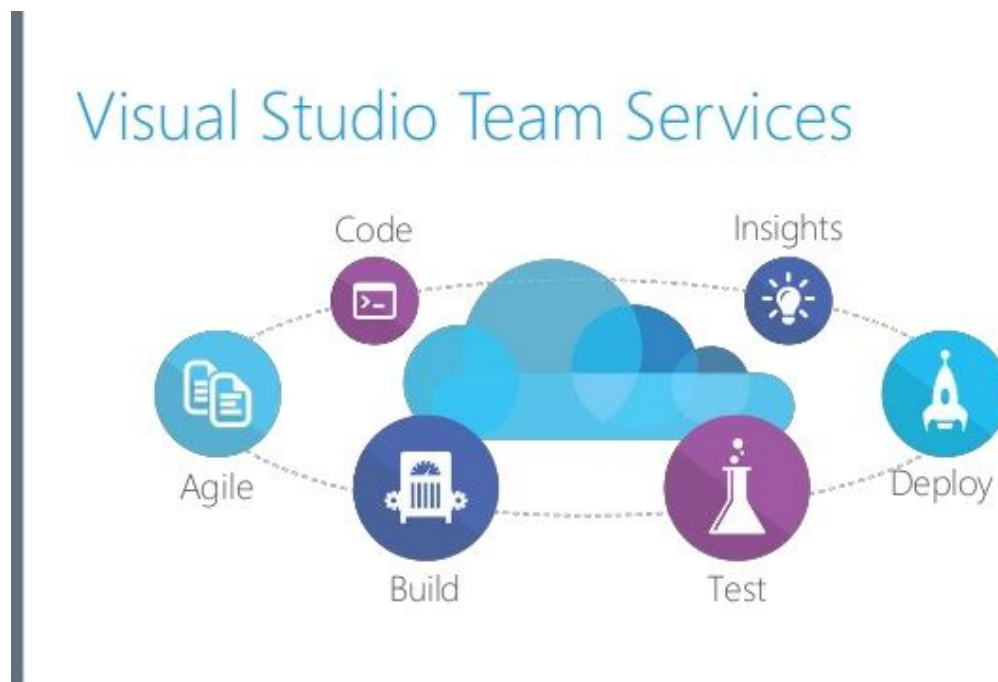 Visual Studio Team Services
Code
Insights
Agile
Deploy
Build
Test